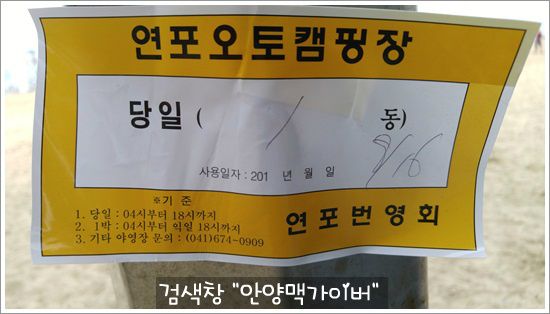 연포오토캠핑장
당일 ( 1 동)
사용일자 : 201 년 월 일
※기 준
1. 당일 : 04시부터 18시까지
2. 1박 : 04시부터 익일 18시까지
3. 기타 야영장 문의 : (041)674-0909
연포번영회
검색창 "안양맥가이버"